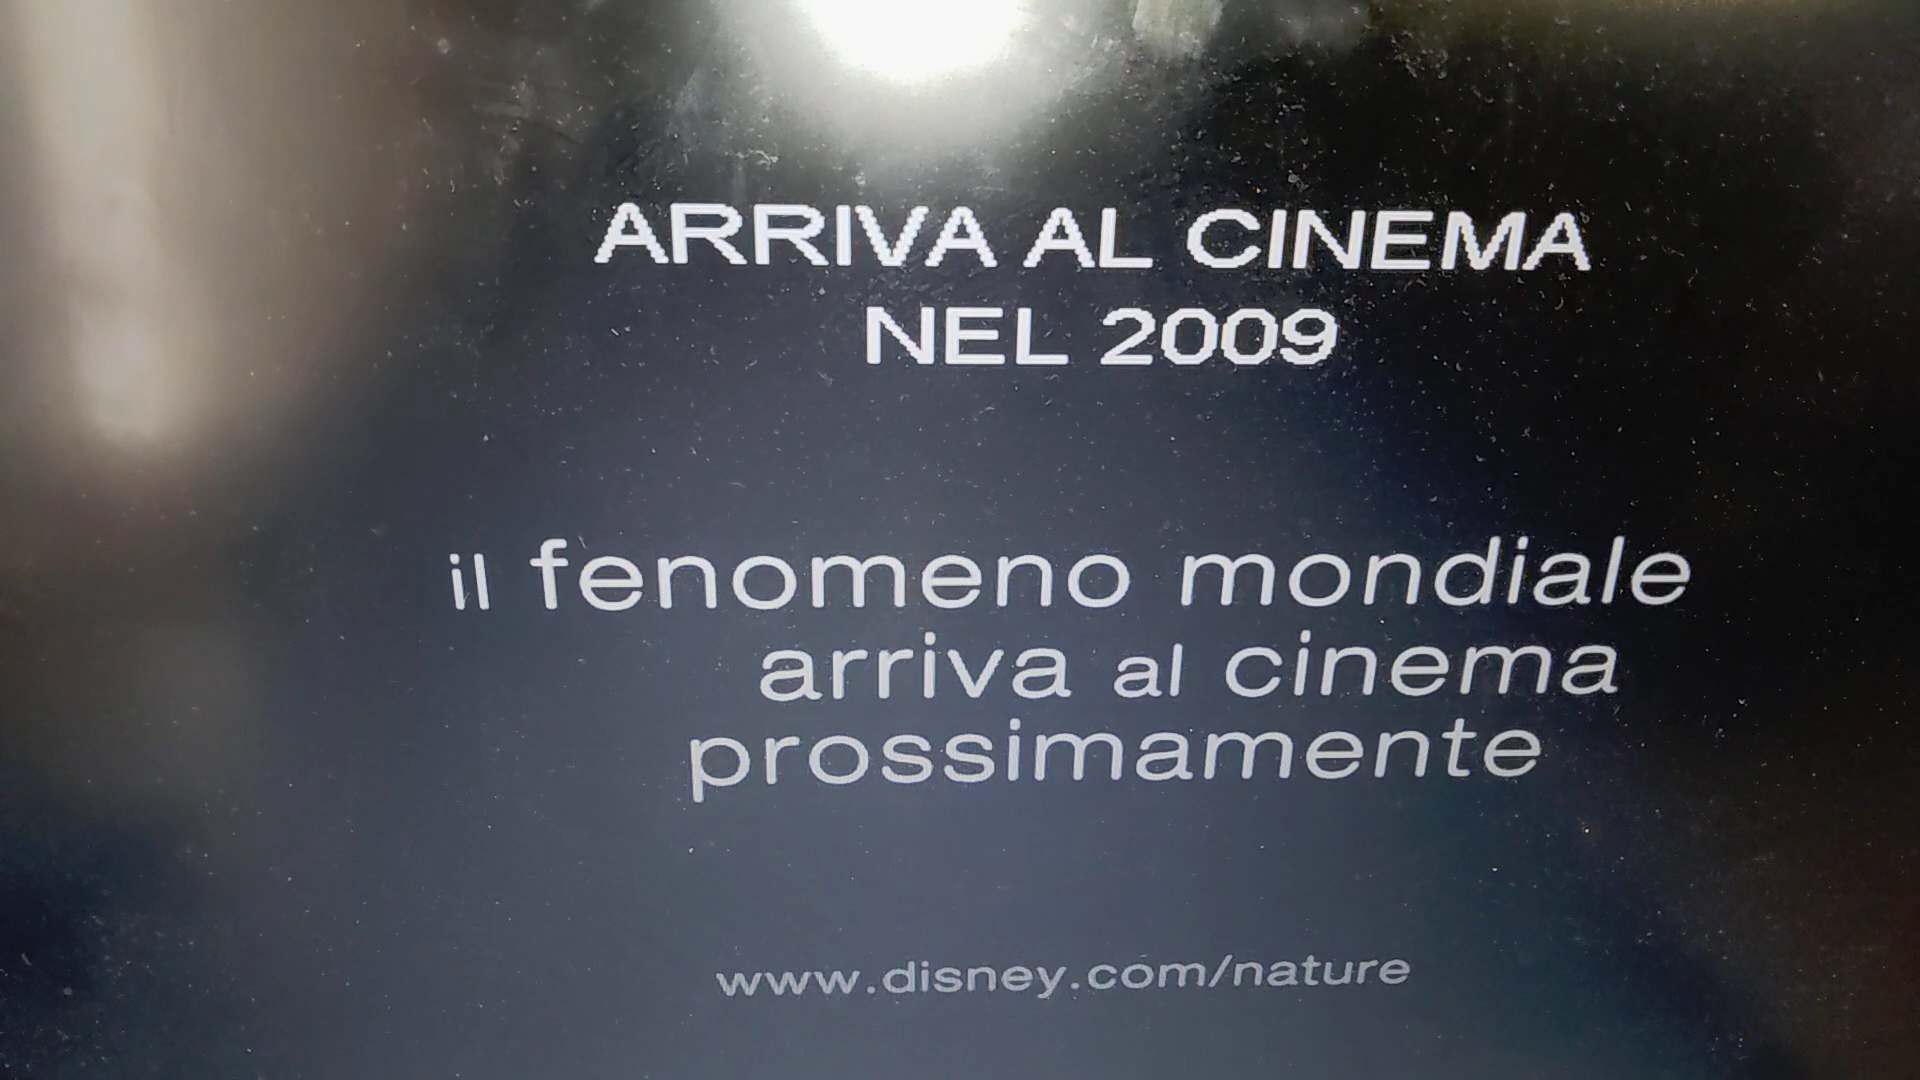 ARRIVA AL CINEMA
NEL 2009
il fenomeno mondiale
arriva al cinema
prossimamente
www.disney.com/nature